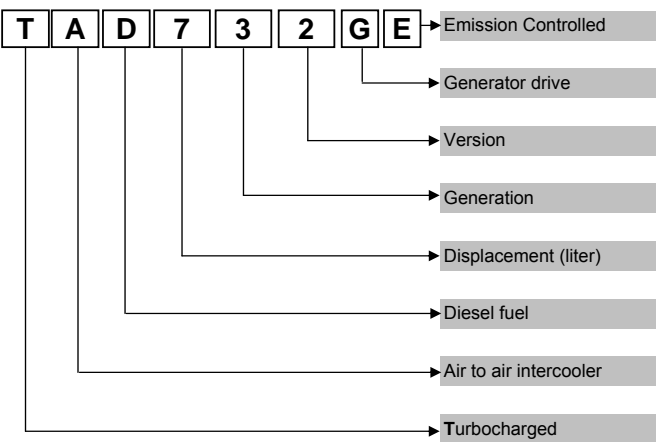 T A D 7 3 2 G E
Emission Controlled
Generator drive
Version
Generation
Displacement (liter)
Diesel fuel
Air to air intercooler
Turbocharged